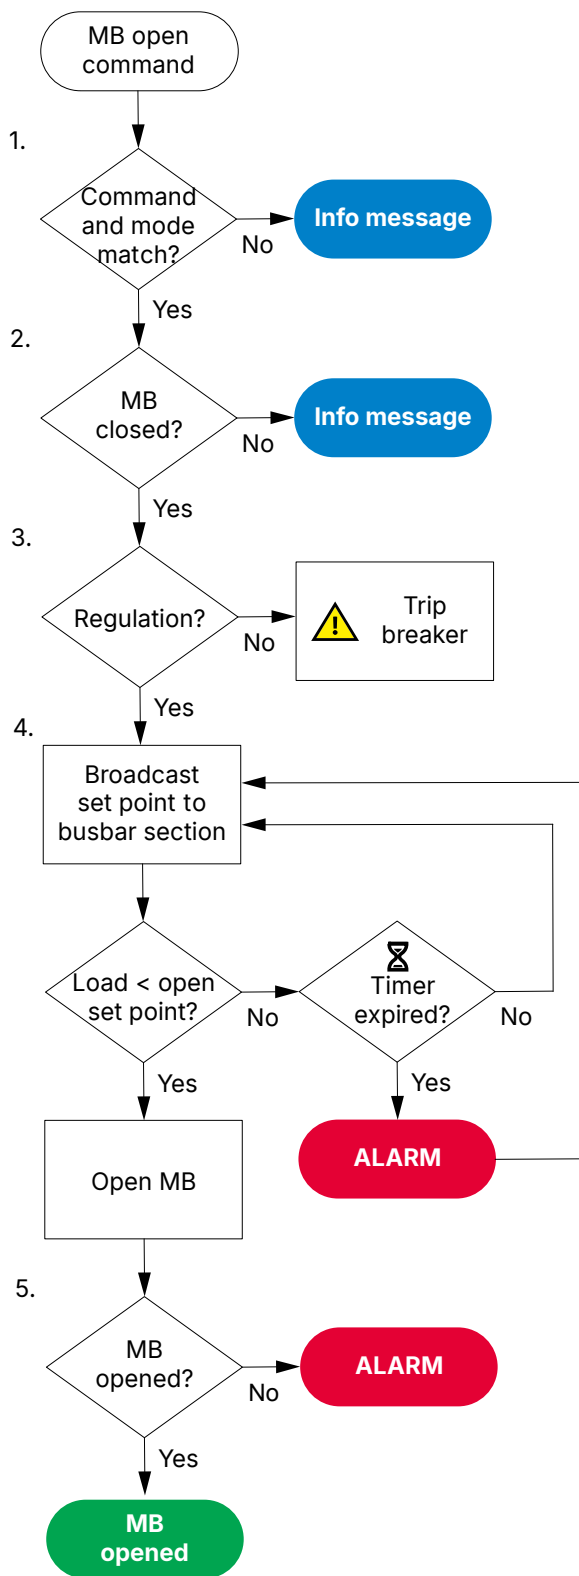 MB open
command
1.
Command
and mode
match?
No
Info message
Yes
2.
MB
closed?
No
Info message
Yes
3.
Regulation?
No
Trip
breaker
Yes
4.
Broadcast
set point to
busbar section
Load < open
set point?
No
Timer
expired?
No
Yes
Yes
Open MB
ALARM
5.
MB
opened?
No
ALARM
Yes
MB
opened